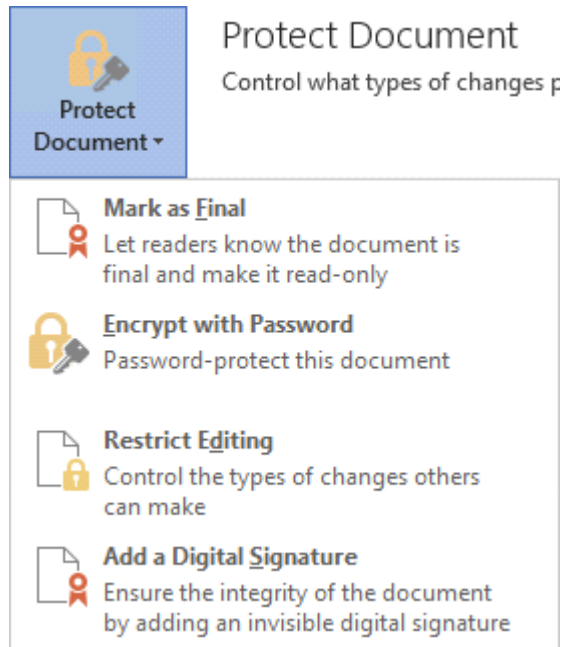 Protect Document
Control what types of changes p
Protect
Document
Mark as Final
Let readers know the document is
final and make it read-only
Encrypt with Password
Password-protect this document
Restrict Editing
Control the types of changes others
can make
Add a Digital Signature
Ensure the integrity of the document
by adding an invisible digital signature